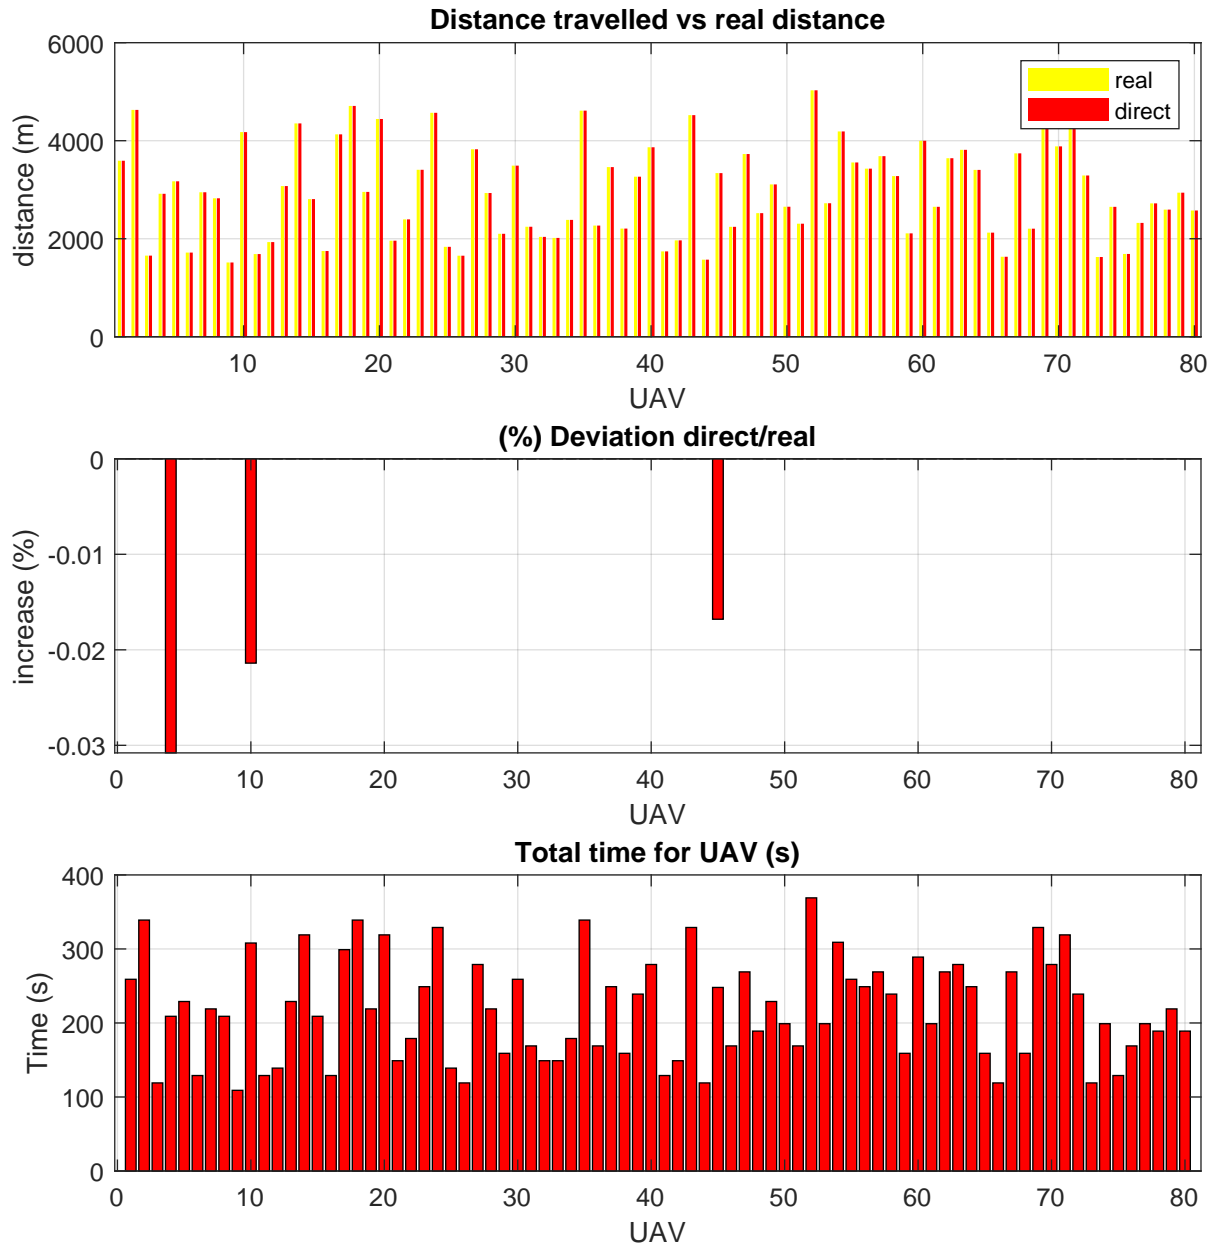 Distance travelled vs real distance
6000
4000
2000
0
distance (m)
real
direct
10 20 30 40 50 60 70 80
UAV
(%) Deviation direct/real
0
-0.01
-0.02
-0.03
increase (%)
0 10 20 30 40 50 60 70 80
UAV
Total time for UAV (s)
400
300
200
100
0
Time (s)
0 10 20 30 40 50 60 70 80
UAV